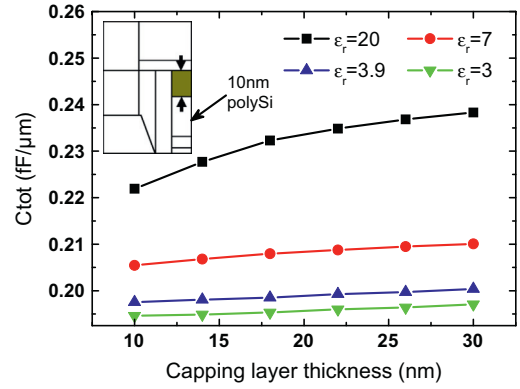 0.26
0.25
0.24
0.23
0.22
0.21
0.20
Ctot (fF/μm)
10nm
polySi
εr=20
εr=7
εr=3.9
εr=3
10
15
20
25
30
Capping layer thickness (nm)